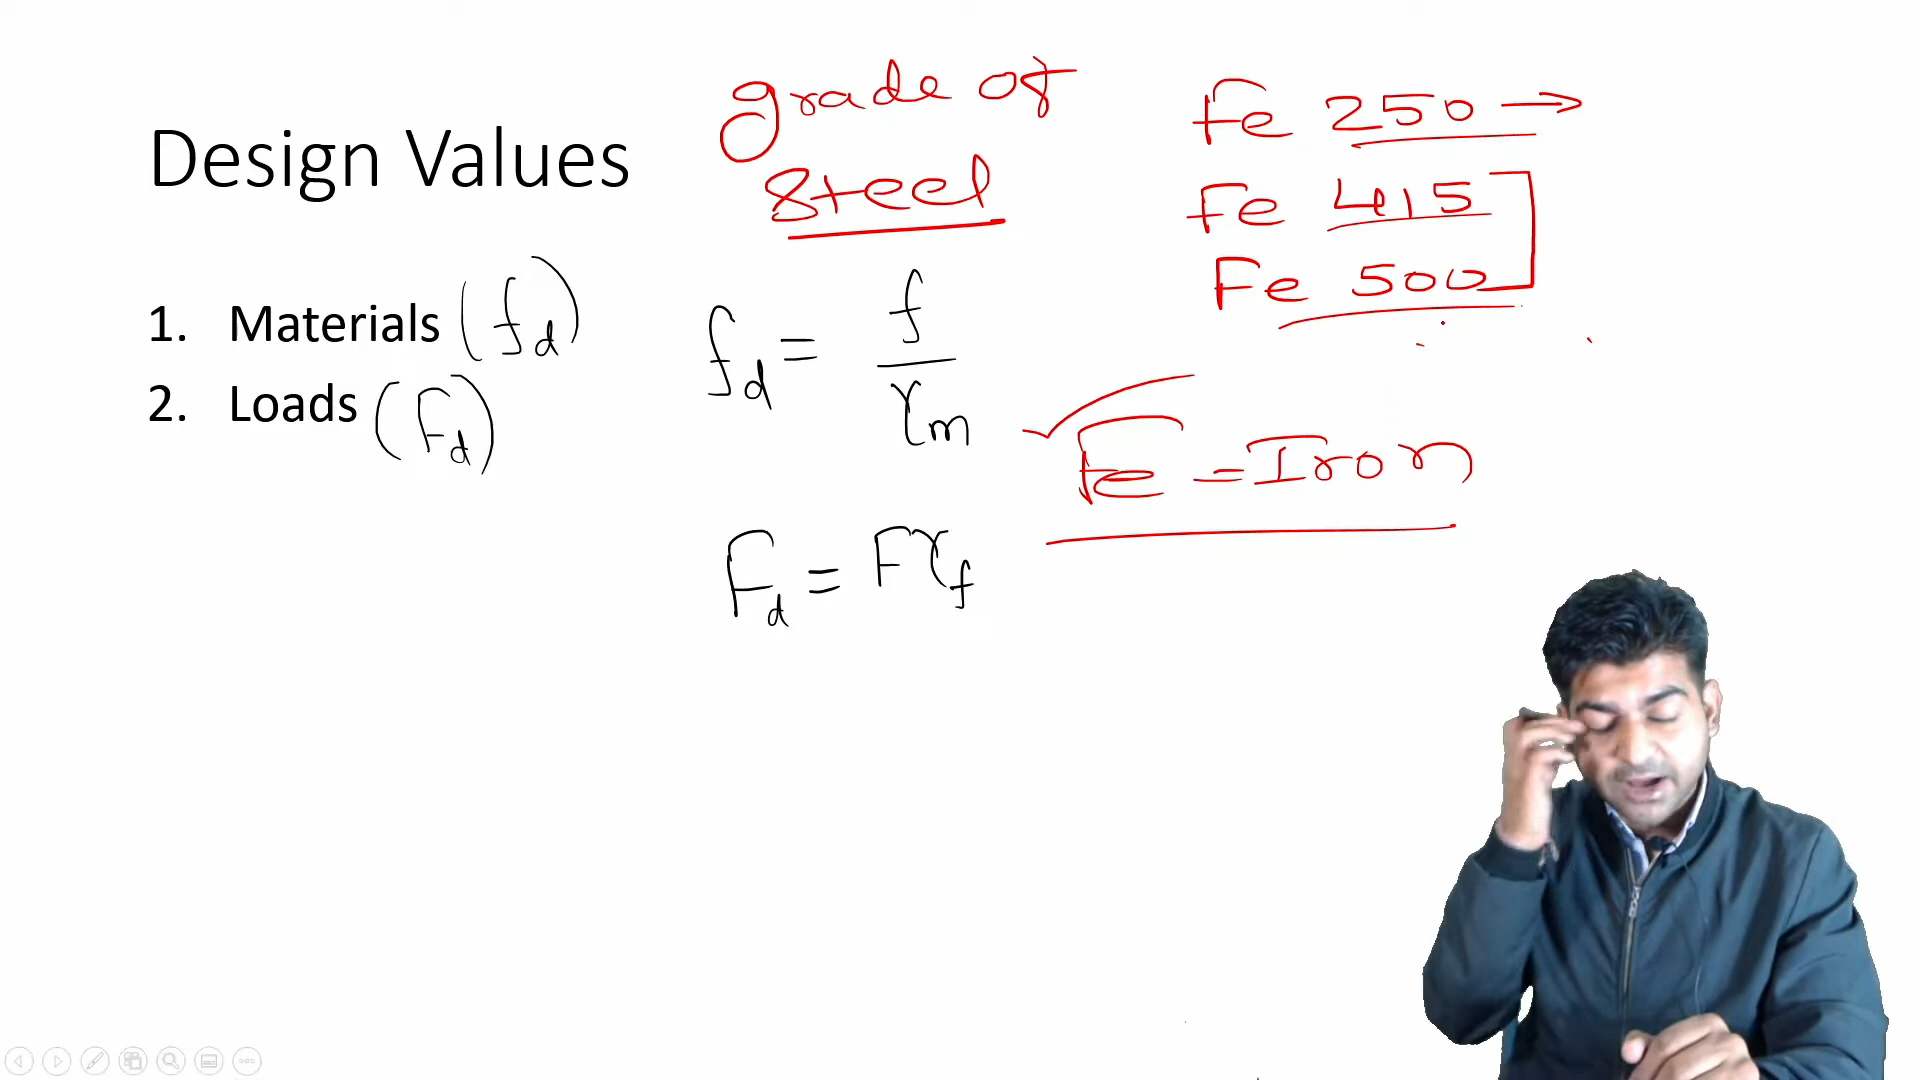 Design Values
1. Materials (fd)
2. Loads (Fd)
grade of
Steel
fd = f/γm
Fd = Fγf
Fe 250 →
Fe 415
Fe 500
Fe = Iron